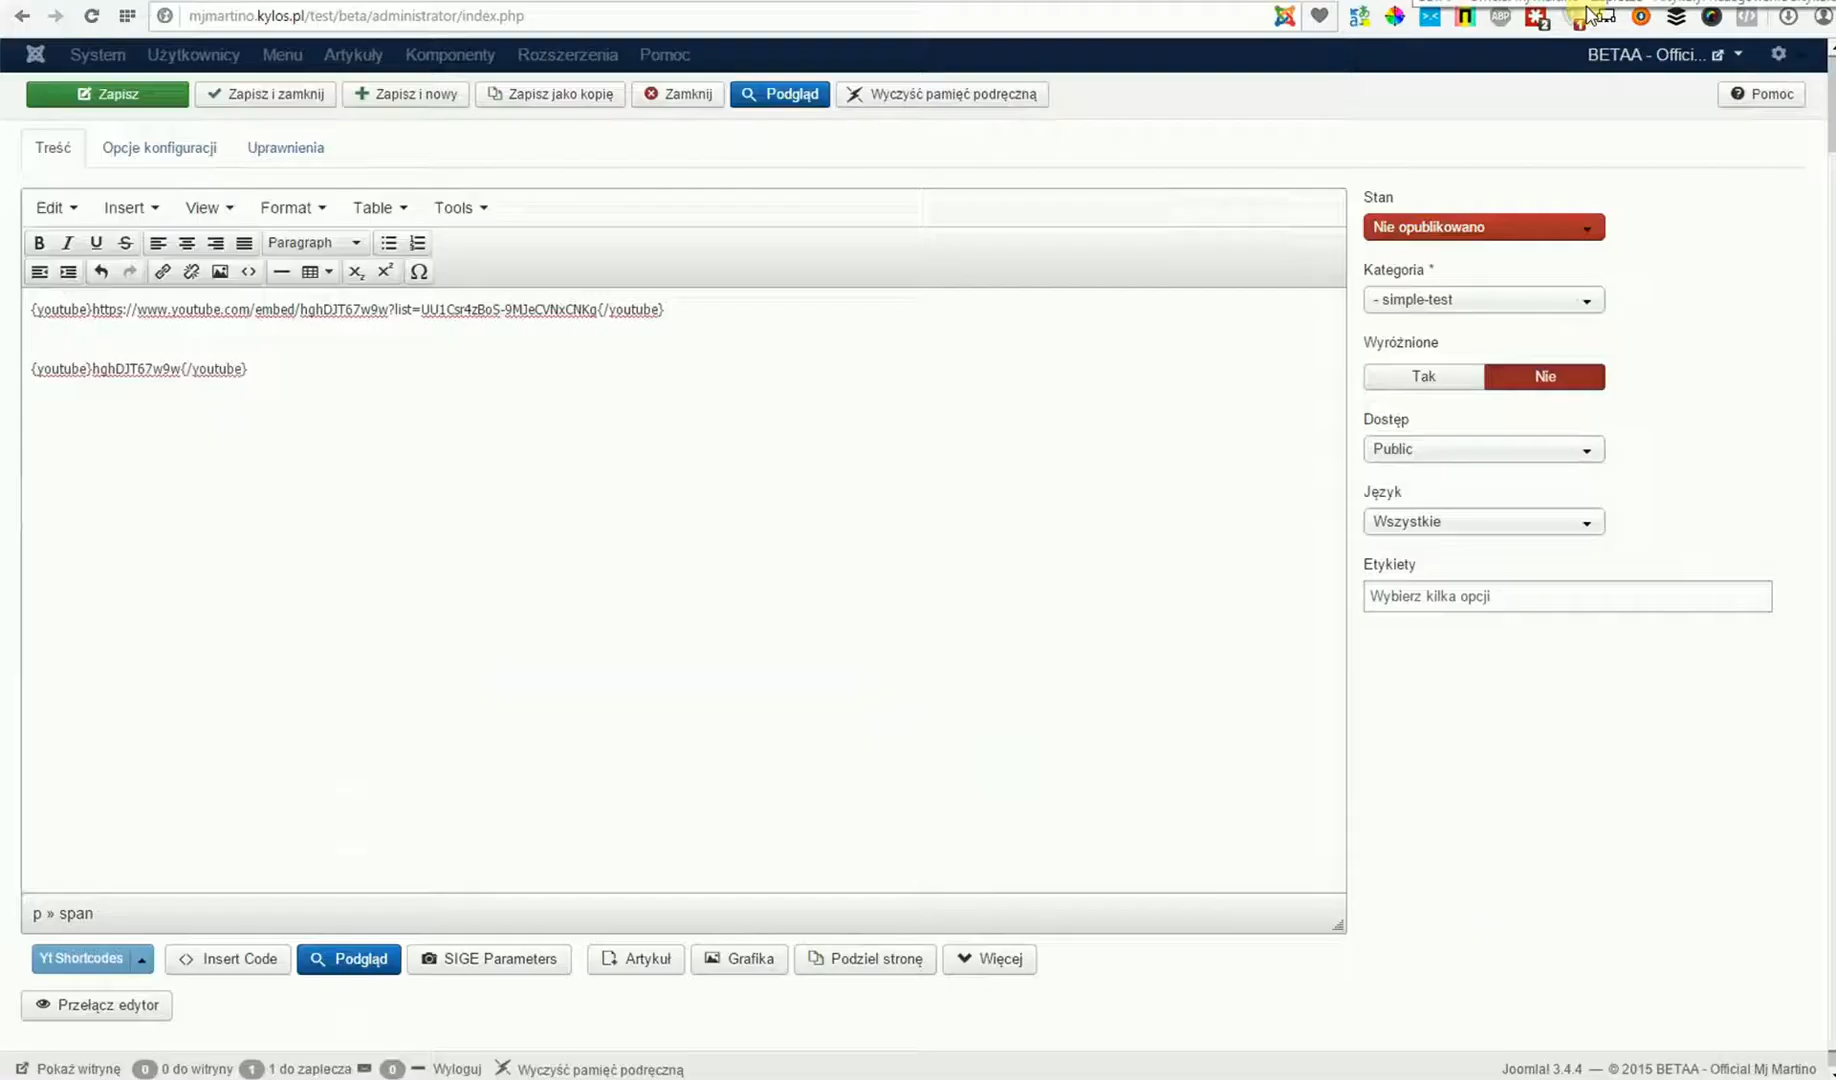 mjmartino.kylos.pl/test/beta/administrator/index.php
ABP
2
System Użytkownicy Menu Artykuły Komponenty Rozszerzenia Pomoc BETAA - Offici...
Zapisz Zapisz i zamknij Zapisz i nowy Zapisz jako kopię Zamknij Podgląd Wyczyść pamięć podręczną Pomoc
Treść Opcje konfiguracji Uprawnienia
Edit Insert View Format Table Tools
B I U S Paragraph
Ω
{youtube}https://www.youtube.com/embed/hghDJT67w9w?list=UU1Csr4zBoS-9MJeCVNxCNKg{/youtube}
{youtube}hghDJT67w9w{/youtube}
p » span
Stan
Nie opublikowano
Kategoria *
- simple-test
Wyróżnione
Tak Nie
Dostęp
Public
Język
Wszystkie
Etykiety
Wybierz kilka opcji
Yt Shortcodes Insert Code Podgląd SIGE Parameters Artykuł Grafika Podziel stronę Więcej
Przełącz edytor
Pokaż witrynę 0 0 do witryny 1 1 do zaplecza 0 Wyloguj Wyczyść pamięć podręczną Joomla! 3.4.4 — © 2015 BETAA - Official Mj Martino